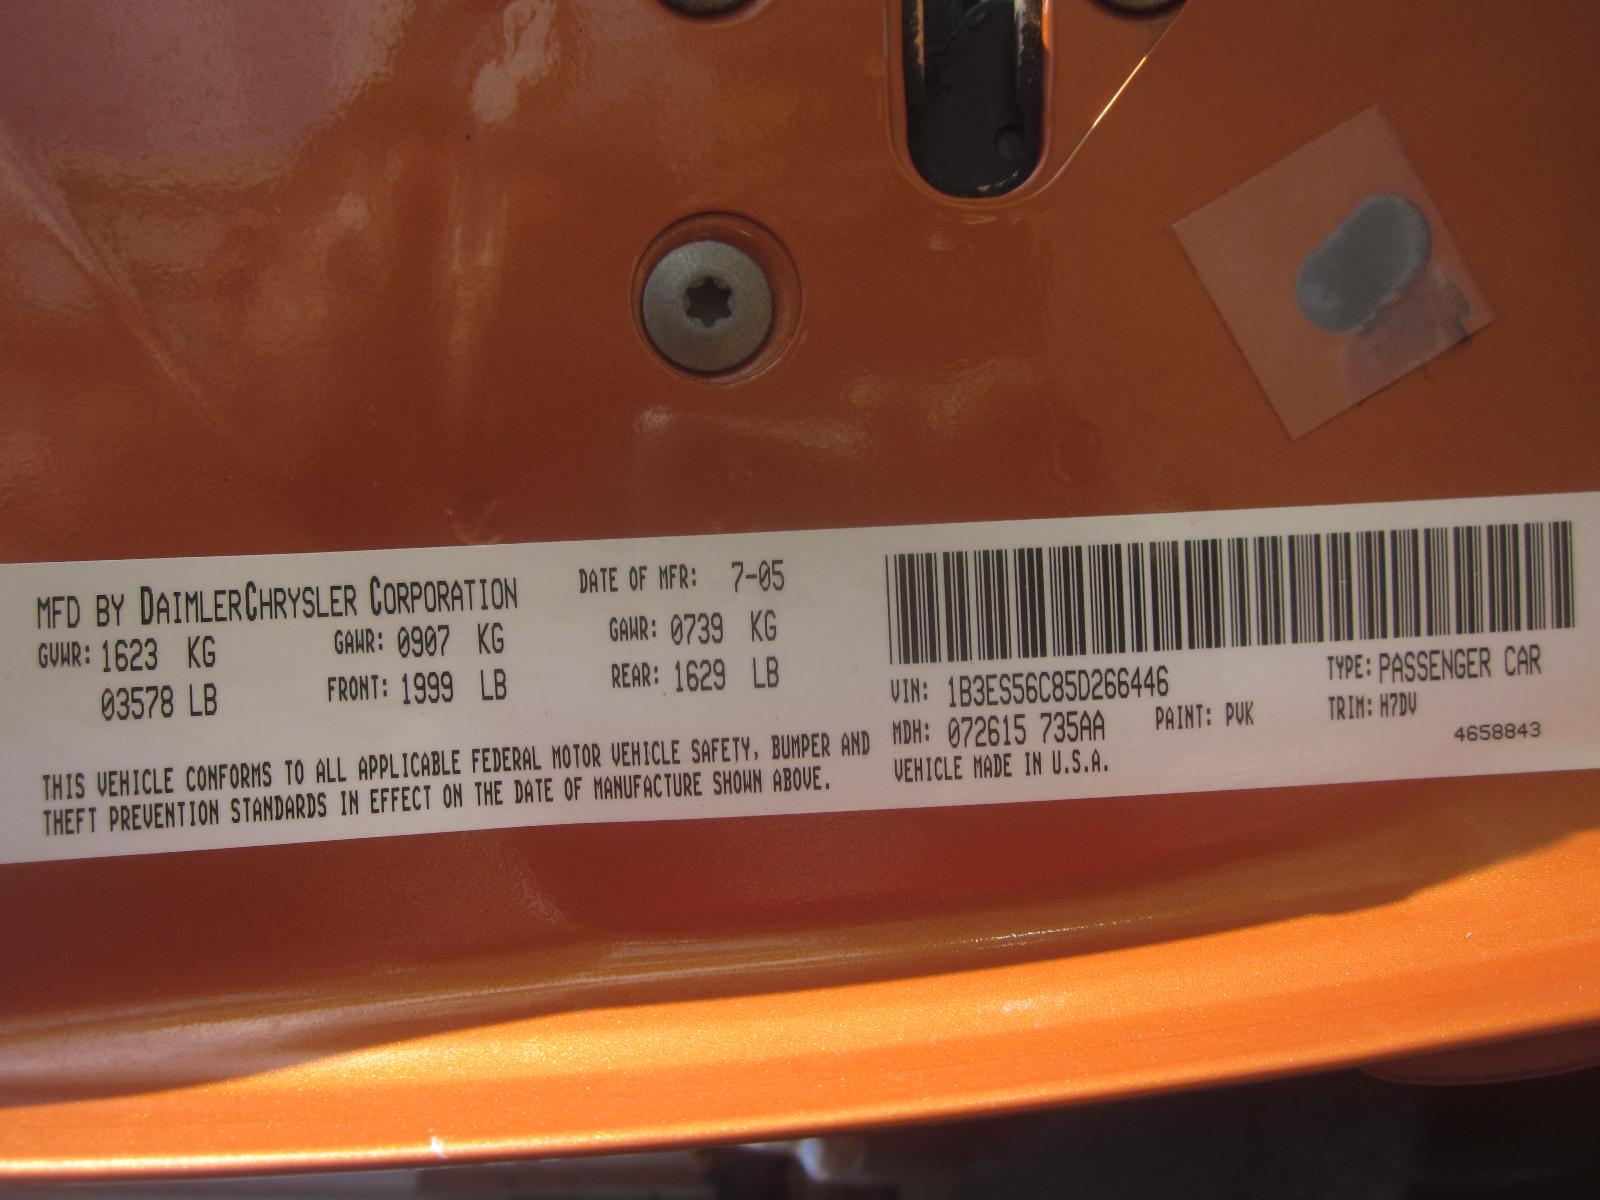 MFD BY DAIMLERCHRYSLER CORPORATION DATE OF MFR: 7-05
GVWR: 1623 KG GAWR: 0907 KG GAWR: 0739 KG
03578 LB FRONT: 1999 LB REAR: 1629 LB
THIS VEHICLE CONFORMS TO ALL APPLICABLE FEDERAL MOTOR VEHICLE SAFETY, BUMPER AND
THEFT PREVENTION STANDARDS IN EFFECT ON THE DATE OF MANUFACTURE SHOWN ABOVE.
VIN: 1B3ES56C85D266446 TYPE: PASSENGER CAR
MDH: 072615 735AA PAINT: PVK TRIM: H7DV
VEHICLE MADE IN U.S.A. 4658843